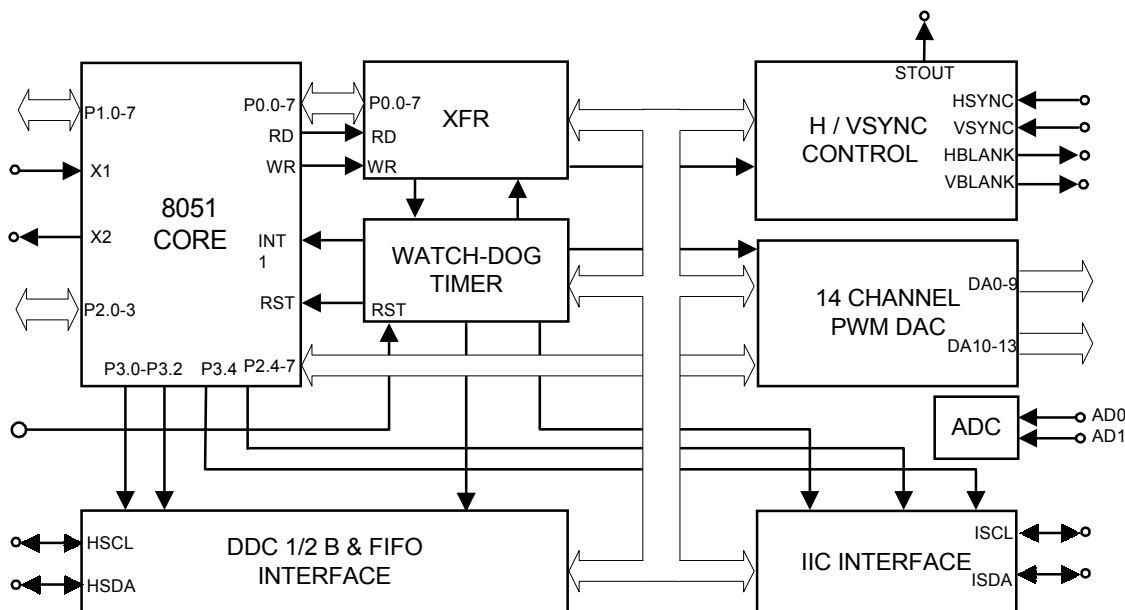 STOUT
P1.0-7
P0.0-7
P0.0-7
XFR
HSYNC
RD
RD
H / VSYNC
CONTROL
VSYNC
WR
WR
HBLANK
X1
VBLANK
8051
CORE
X2
INT
1
WATCH-DOG
TIMER
RST
RST
P2.0-3
14 CHANNEL
PWM DAC
DA0-9
DA10-13
P3.0-P3.2
P3.4
P2.4-7
ADC
AD0
AD1
HSCL
HSDA
DDC 1/2 B & FIFO
INTERFACE
IIC INTERFACE
ISCL
ISDA